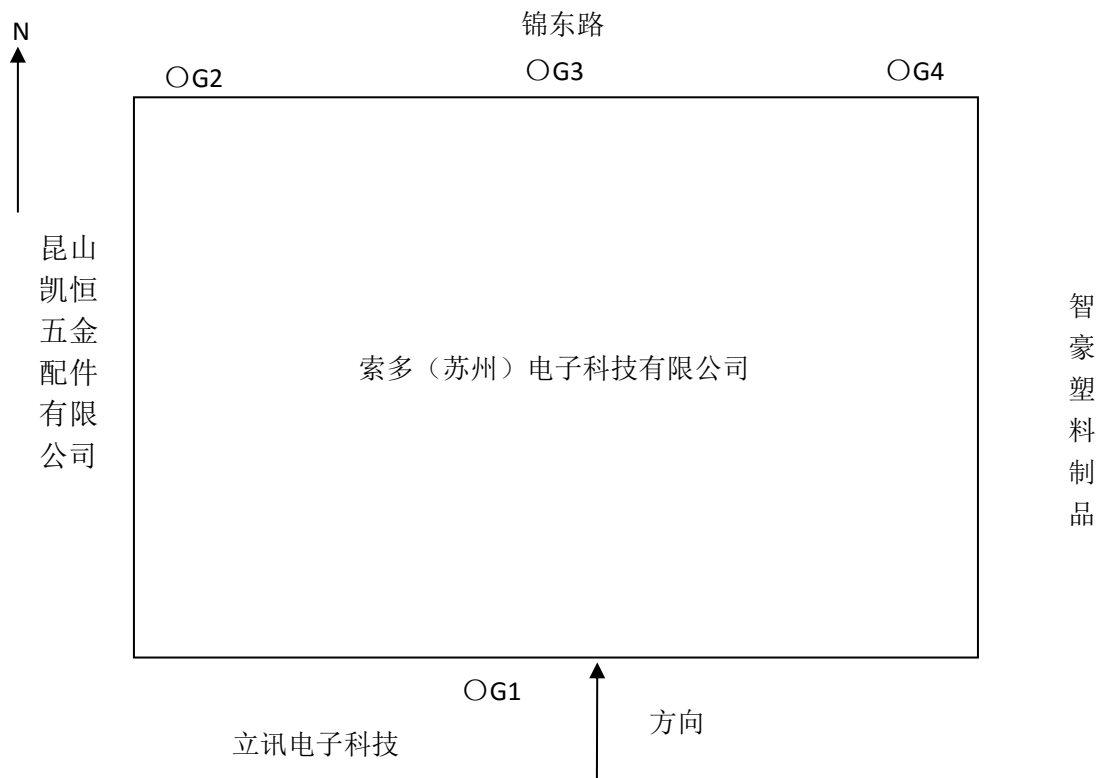 锦东路
N
○G2
○G3
○G4
昆山
凯恒
五金
配件
有限
公司
索多（苏州）电子科技有限公司
智
豪
塑
料
制
品
○G1
方向
立讯电子科技